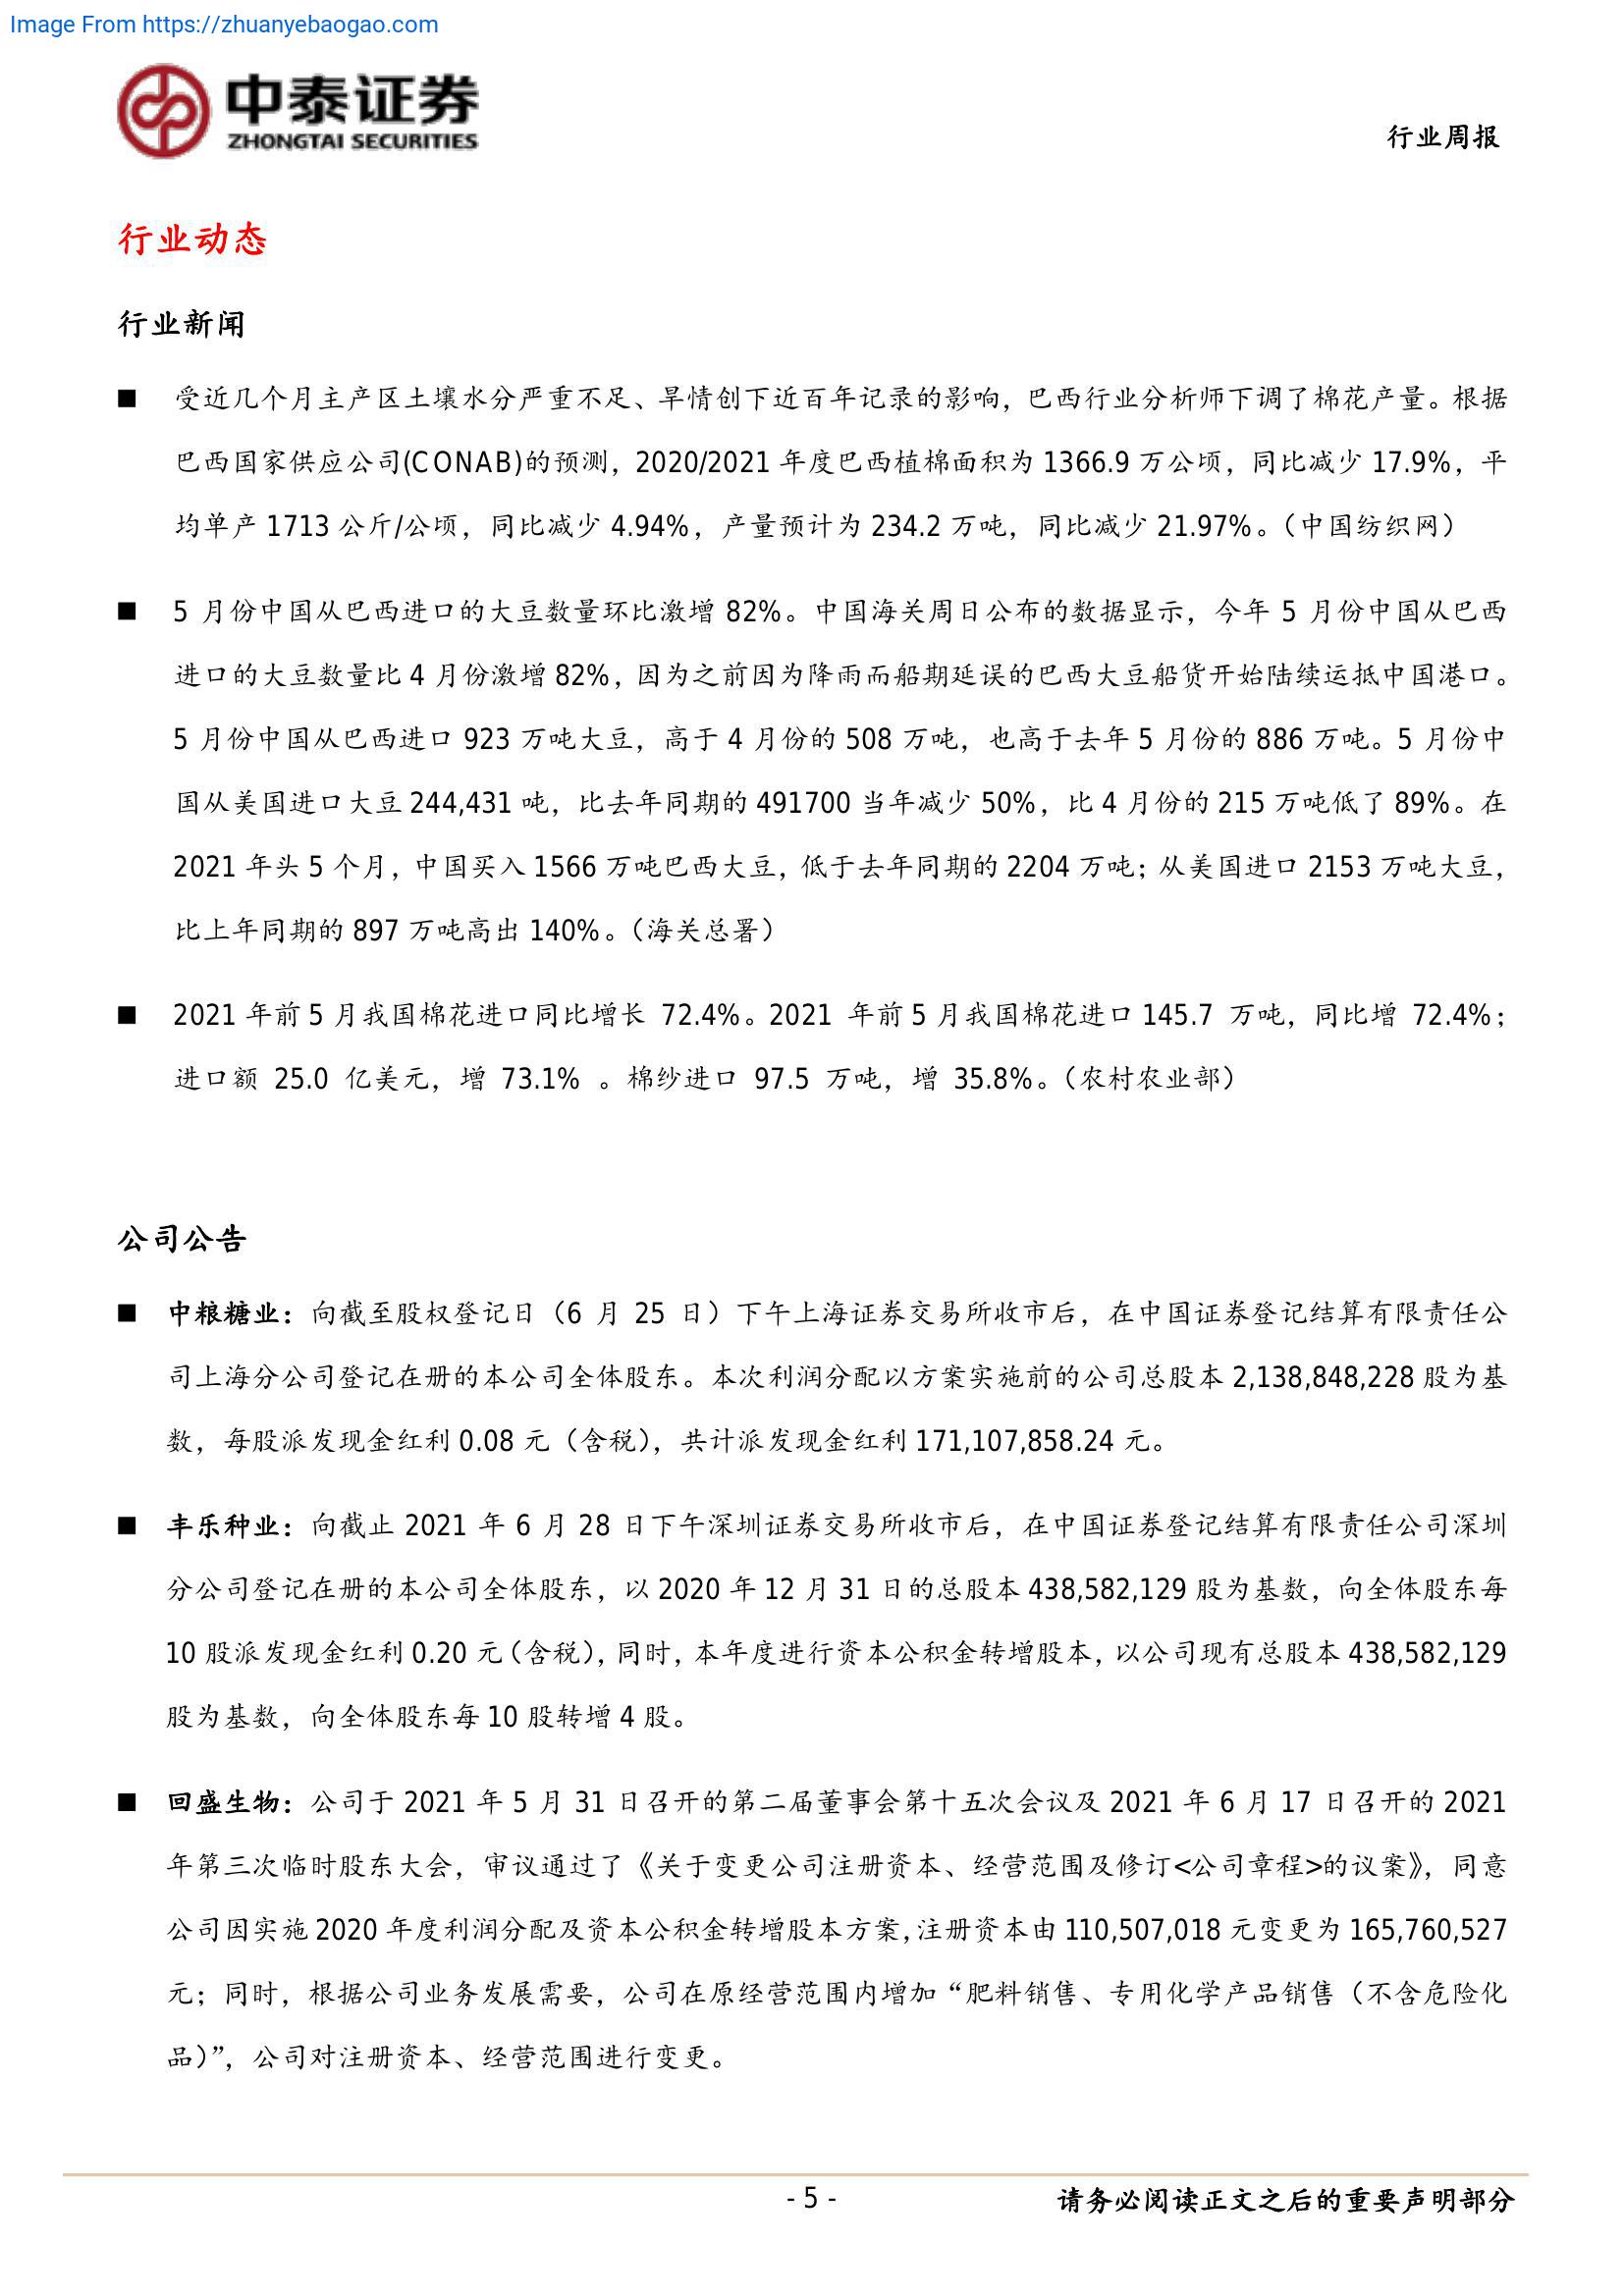 Image From https://zhuanyebaogao.com
中泰证券
ZHONGTAI SECURITIES
行业周报
行业动态
行业新闻
■ 受近几个月主产区土壤水分严重不足、旱情创下近百年记录的影响，巴西行业分析师下调了棉花产量。根据
巴西国家供应公司(CONAB)的预测，2020/2021 年度巴西植棉面积为 1366.9 万公顷，同比减少 17.9%，平
均单产 1713 公斤/公顷，同比减少 4.94%，产量预计为 234.2 万吨，同比减少 21.97%。（中国纺织网）
■ 5 月份中国从巴西进口的大豆数量环比激增 82%。中国海关周日公布的数据显示，今年 5 月份中国从巴西
进口的大豆数量比 4 月份激增 82%，因为之前因为降雨而船期延误的巴西大豆船货开始陆续运抵中国港口。
5 月份中国从巴西进口 923 万吨大豆，高于 4 月份的 508 万吨，也高于去年 5 月份的 886 万吨。5 月份中
国从美国进口大豆 244,431 吨，比去年同期的 491700 当年减少 50%，比 4 月份的 215 万吨低了 89%。在
2021 年头 5 个月，中国买入 1566 万吨巴西大豆，低于去年同期的 2204 万吨；从美国进口 2153 万吨大豆，
比上年同期的 897 万吨高出 140%。（海关总署）
■ 2021 年前 5 月我国棉花进口同比增长 72.4%。2021 年前 5 月我国棉花进口 145.7 万吨，同比增 72.4%；
进口额 25.0 亿美元，增 73.1% 。棉纱进口 97.5 万吨，增 35.8%。（农村农业部）
公司公告
■ 中粮糖业：向截至股权登记日（6 月 25 日）下午上海证券交易所收市后，在中国证券登记结算有限责任公
司上海分公司登记在册的本公司全体股东。本次利润分配以方案实施前的公司总股本 2,138,848,228 股为基
数，每股派发现金红利 0.08 元（含税），共计派发现金红利 171,107,858.24 元。
■ 丰乐种业：向截止 2021 年 6 月 28 日下午深圳证券交易所收市后，在中国证券登记结算有限责任公司深圳
分公司登记在册的本公司全体股东，以 2020 年 12 月 31 日的总股本 438,582,129 股为基数，向全体股东每
10 股派发现金红利 0.20 元（含税），同时，本年度进行资本公积金转增股本，以公司现有总股本 438,582,129
股为基数，向全体股东每 10 股转增 4 股。
■ 回盛生物：公司于 2021 年 5 月 31 日召开的第二届董事会第十五次会议及 2021 年 6 月 17 日召开的 2021
年第三次临时股东大会，审议通过了《关于变更公司注册资本、经营范围及修订<公司章程>的议案》，同意
公司因实施 2020 年度利润分配及资本公积金转增股本方案，注册资本由 110,507,018 元变更为 165,760,527
元；同时，根据公司业务发展需要，公司在原经营范围内增加“肥料销售、专用化学产品销售（不含危险化
品）”，公司对注册资本、经营范围进行变更。
- 5 -
请务必阅读正文之后的重要声明部分